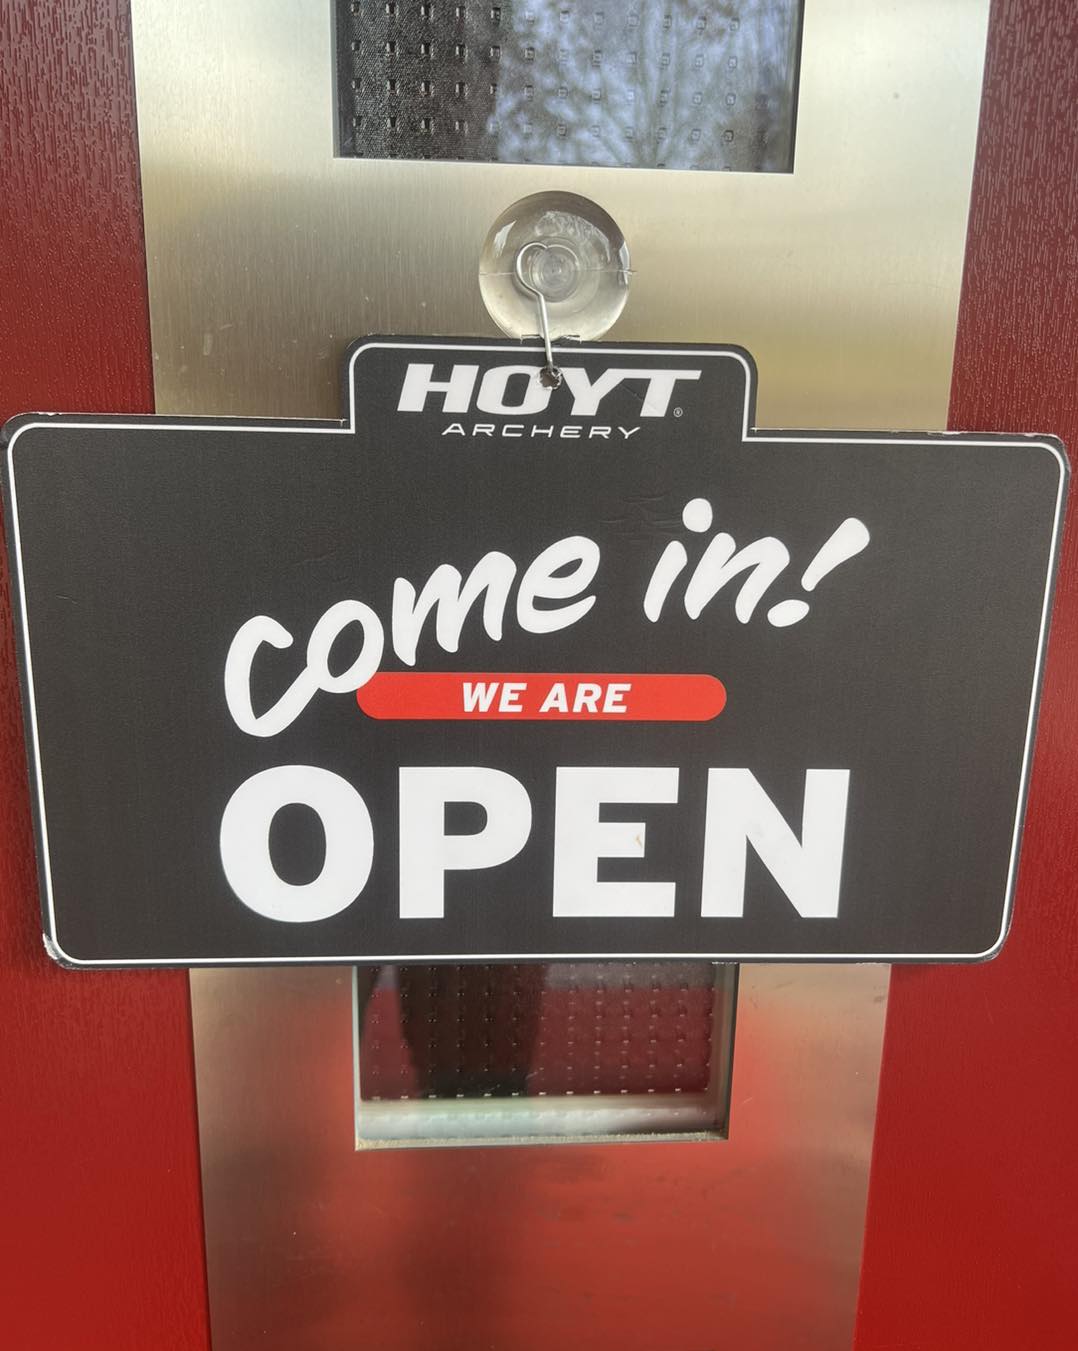 HOYT®
ARCHERY
come in!
WE ARE
OPEN